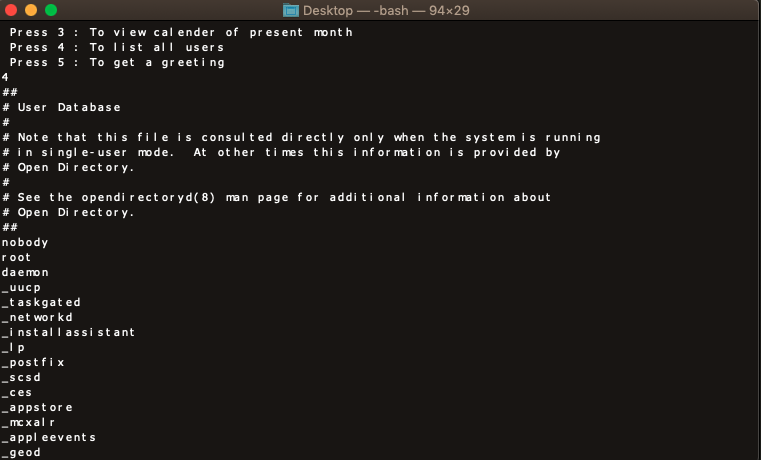 Desktop — -bash — 94×29
Press 3 : To view calender of present month
Press 4 : To list all users
Press 5 : To get a greeting
4
##
# User Database
#
# Note that this file is consulted directly only when the system is running
# in single-user mode.  At other times this information is provided by
# Open Directory.
#
# See the opendirectoryd(8) man page for additional information about
# Open Directory.
##
nobody
root
daemon
_uucp
_taskgated
_networkd
_installassistant
_lp
_postfix
_scsd
_ces
_appstore
_mcxalr
_appleevents
_geod